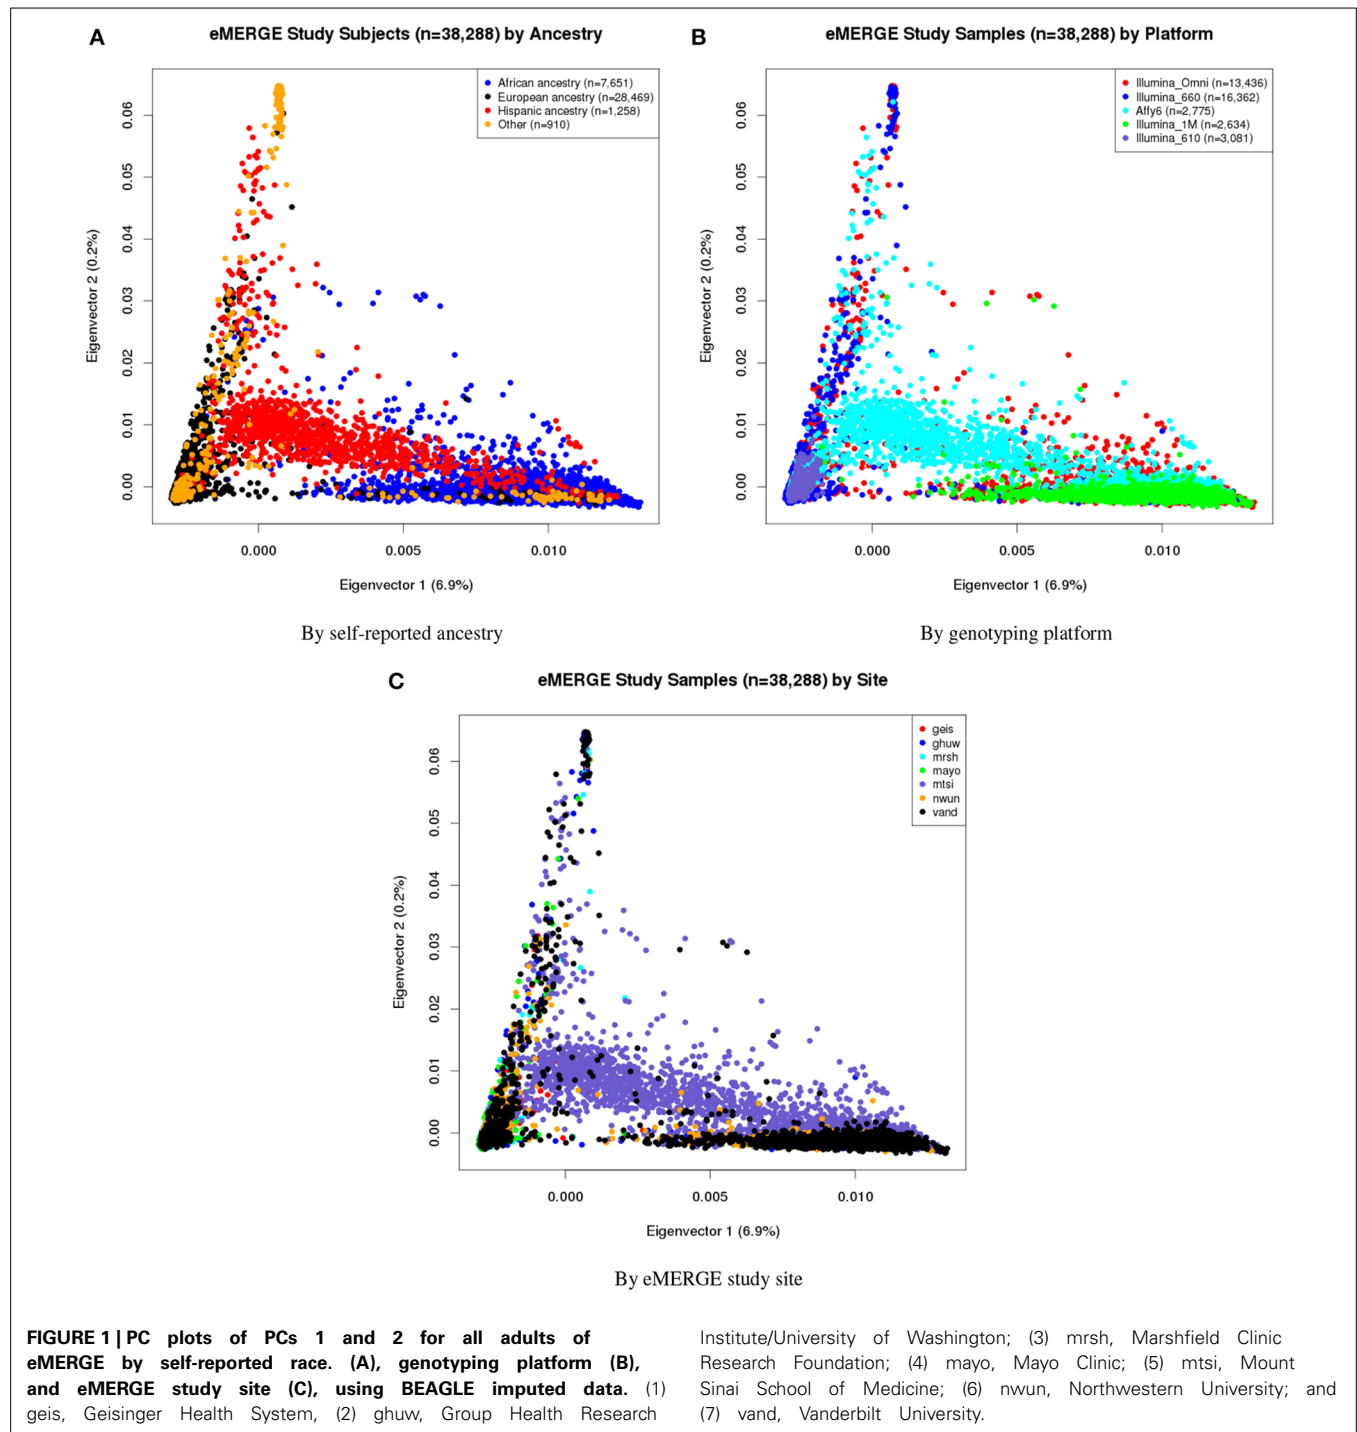 A
eMERGE Study Subjects (n=38,288) by Ancestry
African ancestry (n=7,651)
European ancestry (n=28,469)
Hispanic ancestry (n=1,258)
Other (n=910)
Eigenvector 2 (0.2%)
0.06
0.05
0.04
0.03
0.02
0.01
0.00
0.000
0.005
0.010
Eigenvector 1 (6.9%)
By self-reported ancestry
B
eMERGE Study Samples (n=38,288) by Platform
Illumina_Omni (n=13,436)
Illumina_660 (n=16,362)
Affy6 (n=2,775)
Illumina_1M (n=2,634)
Illumina_610 (n=3,081)
Eigenvector 2 (0.2%)
0.06
0.05
0.04
0.03
0.02
0.01
0.00
0.000
0.005
0.010
Eigenvector 1 (6.9%)
By genotyping platform
C
eMERGE Study Samples (n=38,288) by Site
geis
ghuw
mrsh
mayo
mtsi
nwun
vand
Eigenvector 2 (0.2%)
0.06
0.05
0.04
0.03
0.02
0.01
0.00
0.000
0.005
0.010
Eigenvector 1 (6.9%)
By eMERGE study site
FIGURE 1 | PC plots of PCs 1 and 2 for all adults of
eMERGE by self-reported race. (A), genotyping platform (B),
and eMERGE study site (C), using BEAGLE imputed data. (1)
geis, Geisinger Health System, (2) ghuw, Group Health Research
Institute/University of Washington; (3) mrsh, Marshfield Clinic
Research Foundation; (4) mayo, Mayo Clinic; (5) mtsi, Mount
Sinai School of Medicine; (6) nwun, Northwestern University; and
(7) vand, Vanderbilt University.